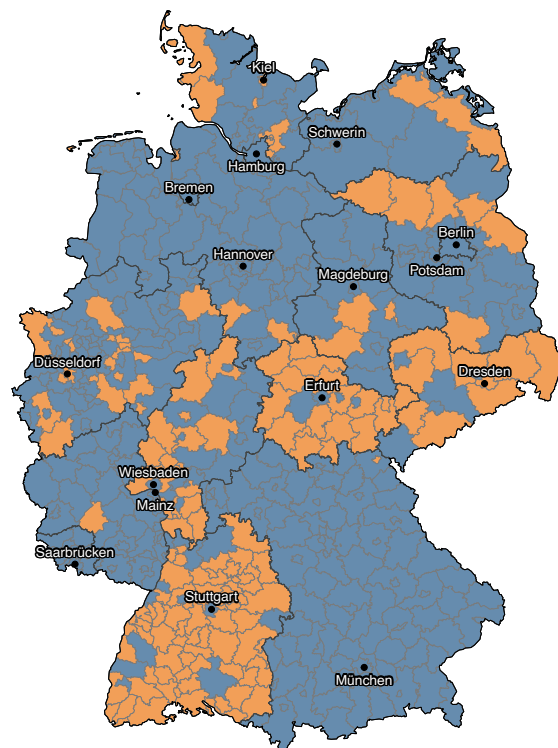 Kiel
Schwerin
Hamburg
Bremen
Berlin
Hannover
Potsdam
Magdeburg
Düsseldorf
Dresden
Erfurt
Wiesbaden
Mainz
Saarbrücken
Stuttgart
München